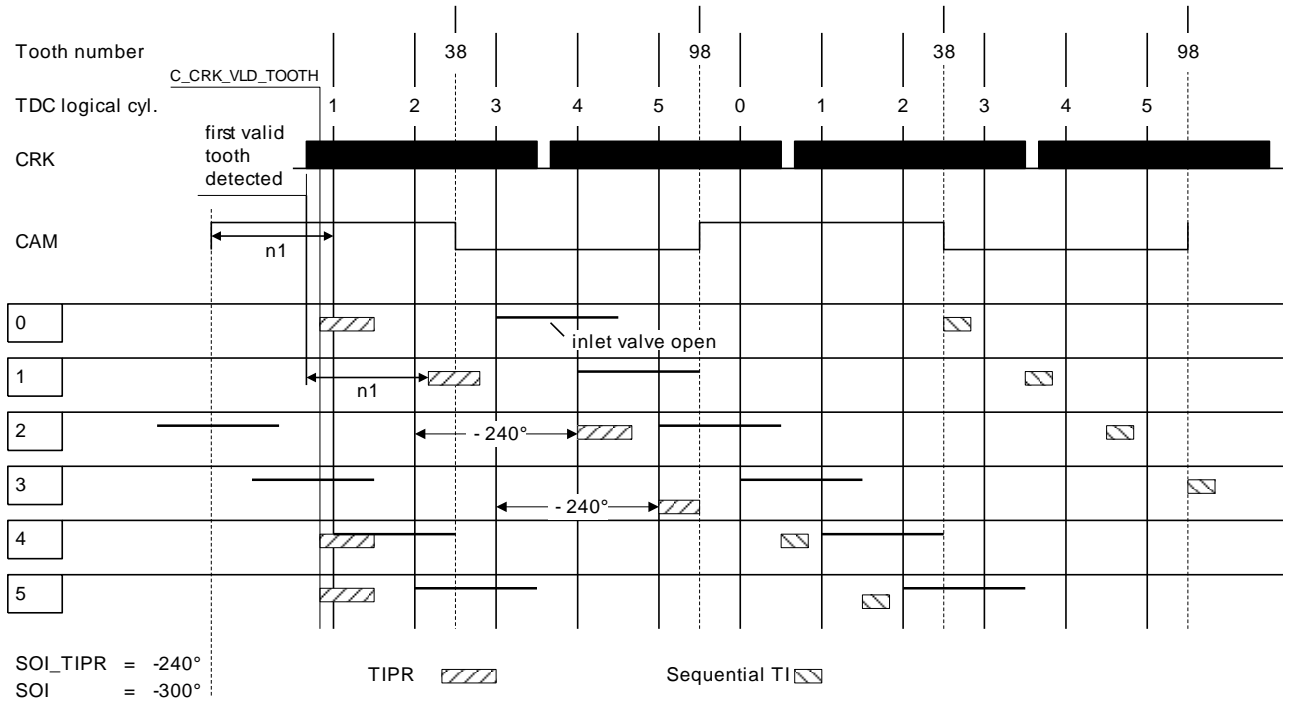 Tooth number 38 98 38 98
C_CRK_VLD_TOOTH
TDC logical cyl. 1 2 3 4 5 0 1 2 3 4 5
first valid
tooth
detected
CRK
CAM
n1
0
inlet valve open
1
n1
2
- 240°
3
- 240°
4
5
SOI_TIPR = -240°
SOI = -300°
TIPR
Sequential TI